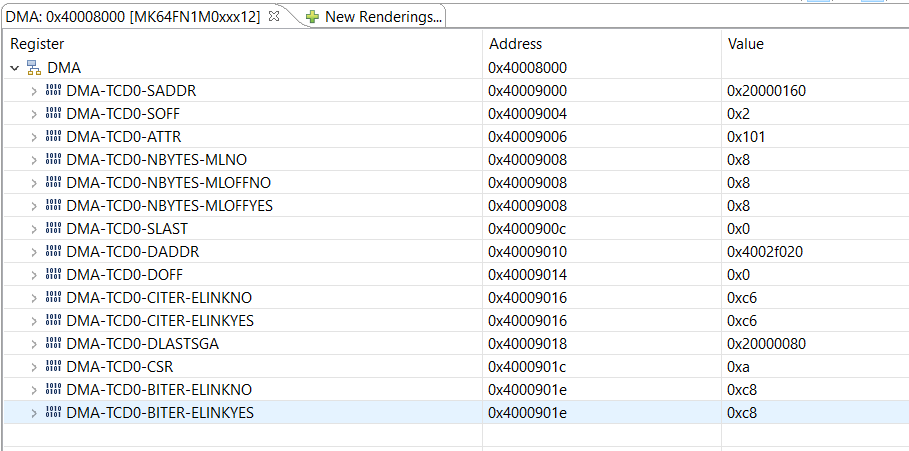 DMA: 0x40008000 [MK64FN1M0xxx12] New Renderings...
Register Address Value
DMA 0x40008000
DMA-TCD0-SADDR 0x40009000 0x20000160
DMA-TCD0-SOFF 0x40009004 0x2
DMA-TCD0-ATTR 0x40009006 0x101
DMA-TCD0-NBYTES-MLNO 0x40009008 0x8
DMA-TCD0-NBYTES-MLOFFNO 0x40009008 0x8
DMA-TCD0-NBYTES-MLOFFYES 0x40009008 0x8
DMA-TCD0-SLAST 0x4000900c 0x0
DMA-TCD0-DADDR 0x40009010 0x4002f020
DMA-TCD0-DOFF 0x40009014 0x0
DMA-TCD0-CITER-ELINKNO 0x40009016 0xc6
DMA-TCD0-CITER-ELINKYES 0x40009016 0xc6
DMA-TCD0-DLASTSGA 0x40009018 0x20000080
DMA-TCD0-CSR 0x4000901c 0xa
DMA-TCD0-BITER-ELINKNO 0x4000901e 0xc8
DMA-TCD0-BITER-ELINKYES 0x4000901e 0xc8